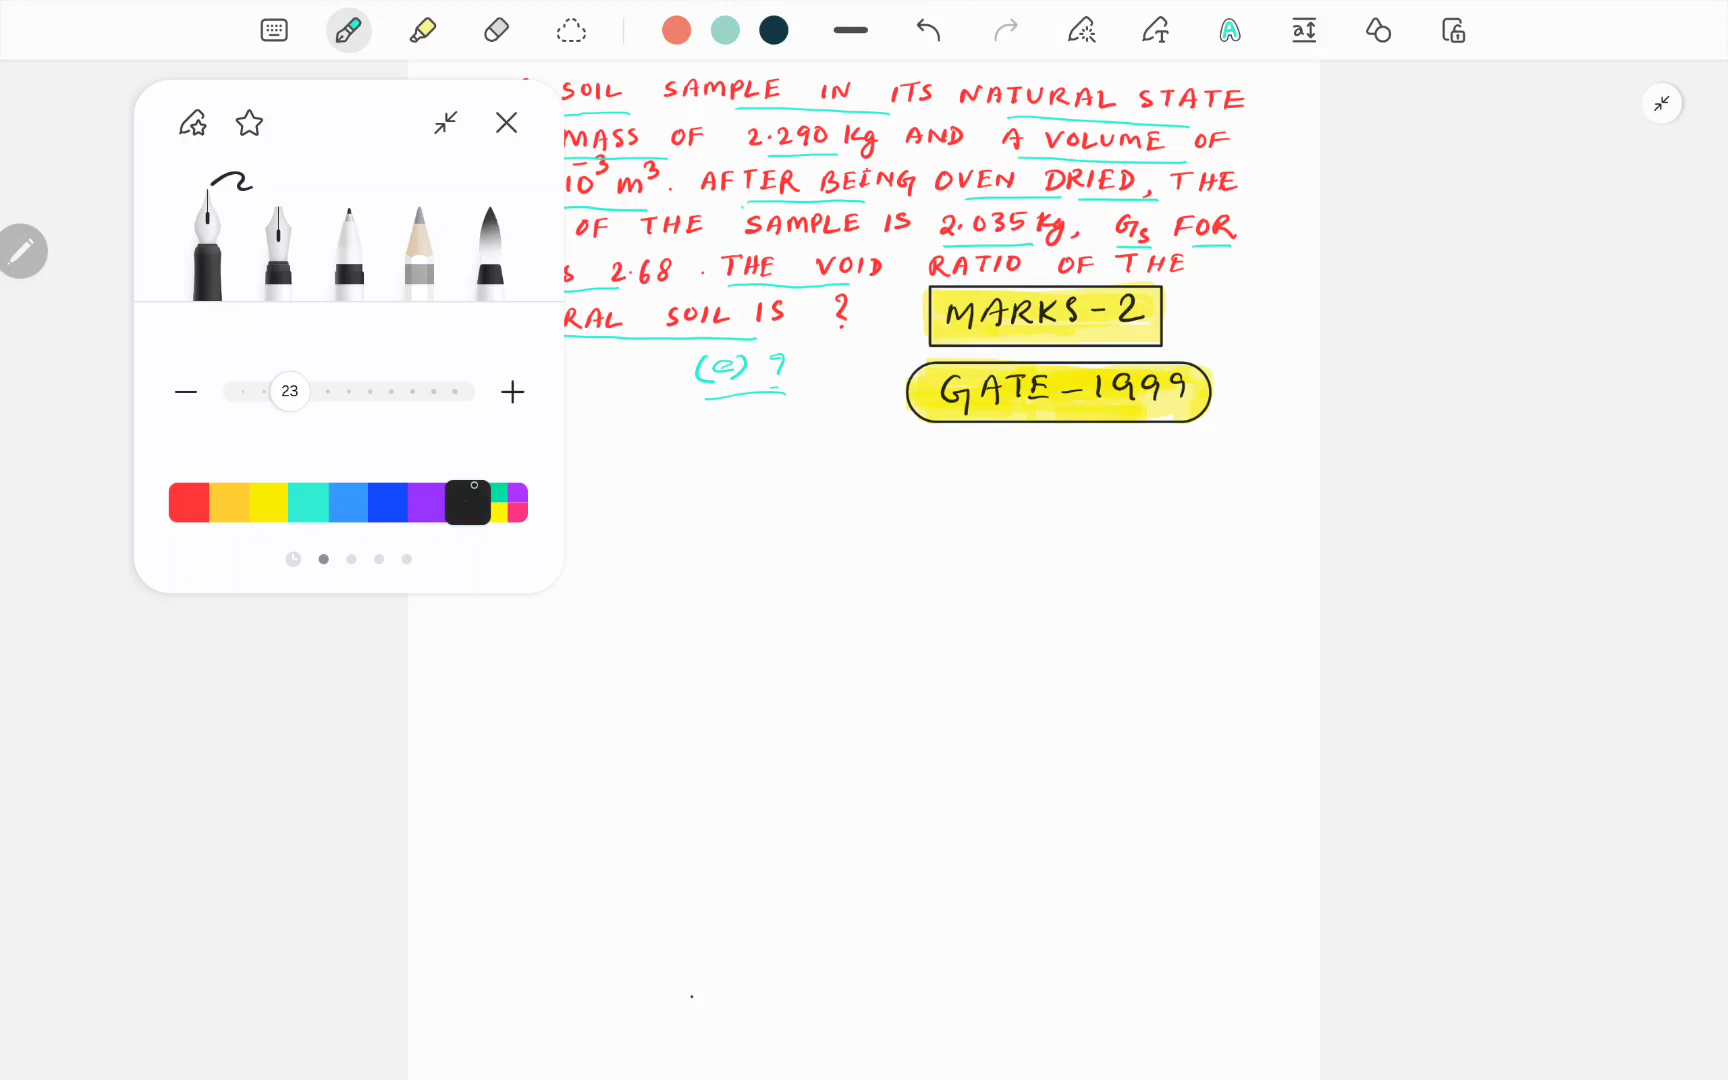 SOIL SAMPLE IN ITS NATURAL STATE
MASS OF 2.290 Kg AND A VOLUME OF
10⁻³ m³. AFTER BEING OVEN DRIED, THE
OF THE SAMPLE IS 2.035 Kg, Gs FOR
s 2.68. THE VOID RATIO OF THE
RAL SOIL IS ?
MARKS - 2
(e) ?
GATE - 1999
23